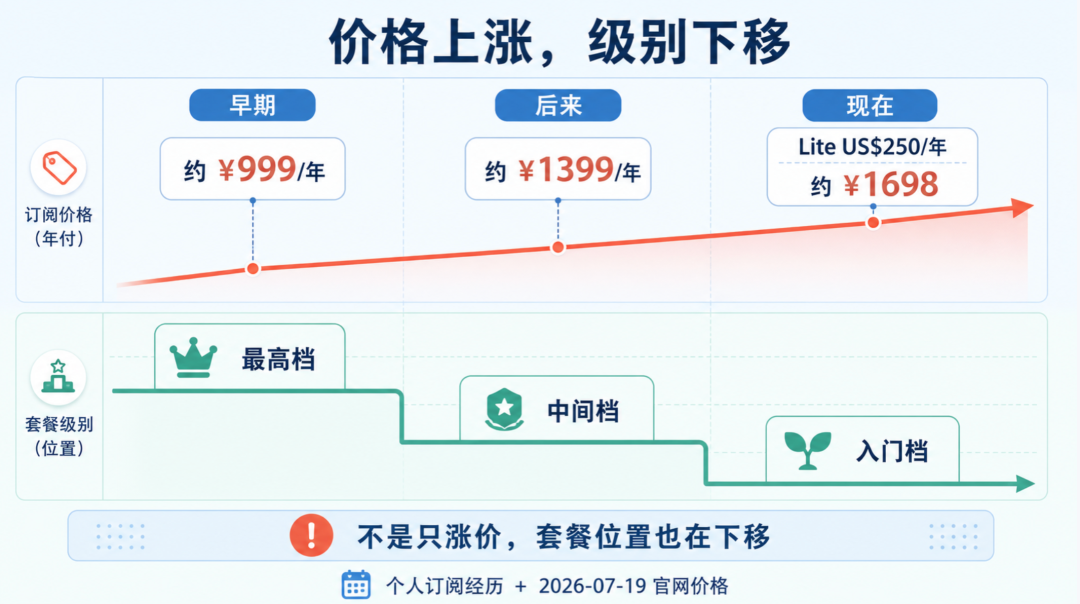 价格上涨，级别下移
早期
后来
现在
订阅价格
（年付）
约 ¥999/年
约 ¥1399/年
Lite US$250/年
约 ¥1698
套餐级别
（位置）
最高档
中间档
入门档
! 不是只涨价，套餐位置也在下移
个人订阅经历 + 2026-07-19 官网价格